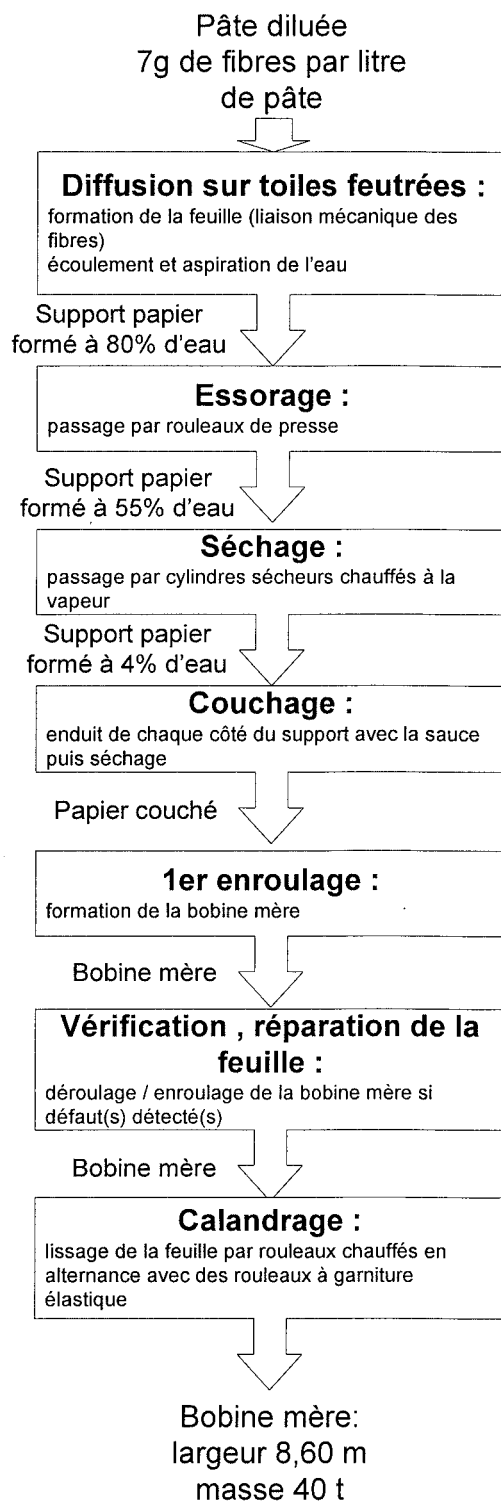 Pâte diluée
7g de fibres par litre
de pâte
Diffusion sur toiles feutrées :
formation de la feuille (liaison mécanique des
fibres)
écoulement et aspiration de l'eau
Support papier
formé à 80% d'eau
Essorage :
passage par rouleaux de presse
Support papier
formé à 55% d'eau
Séchage :
passage par cylindres sécheurs chauffés à la
vapeur
Support papier
formé à 4% d'eau
Couchage :
enduit de chaque côté du support avec la sauce
puis séchage
Papier couché
1er enroulage :
formation de la bobine mère
Bobine mère
Vérification , réparation de la
feuille :
déroulage / enroulage de la bobine mère si
défaut(s) détecté(s)
Bobine mère
Calandrage :
lissage de la feuille par rouleaux chauffés en
alternance avec des rouleaux à garniture
élastique
Bobine mère:
largeur 8,60 m
masse 40 t